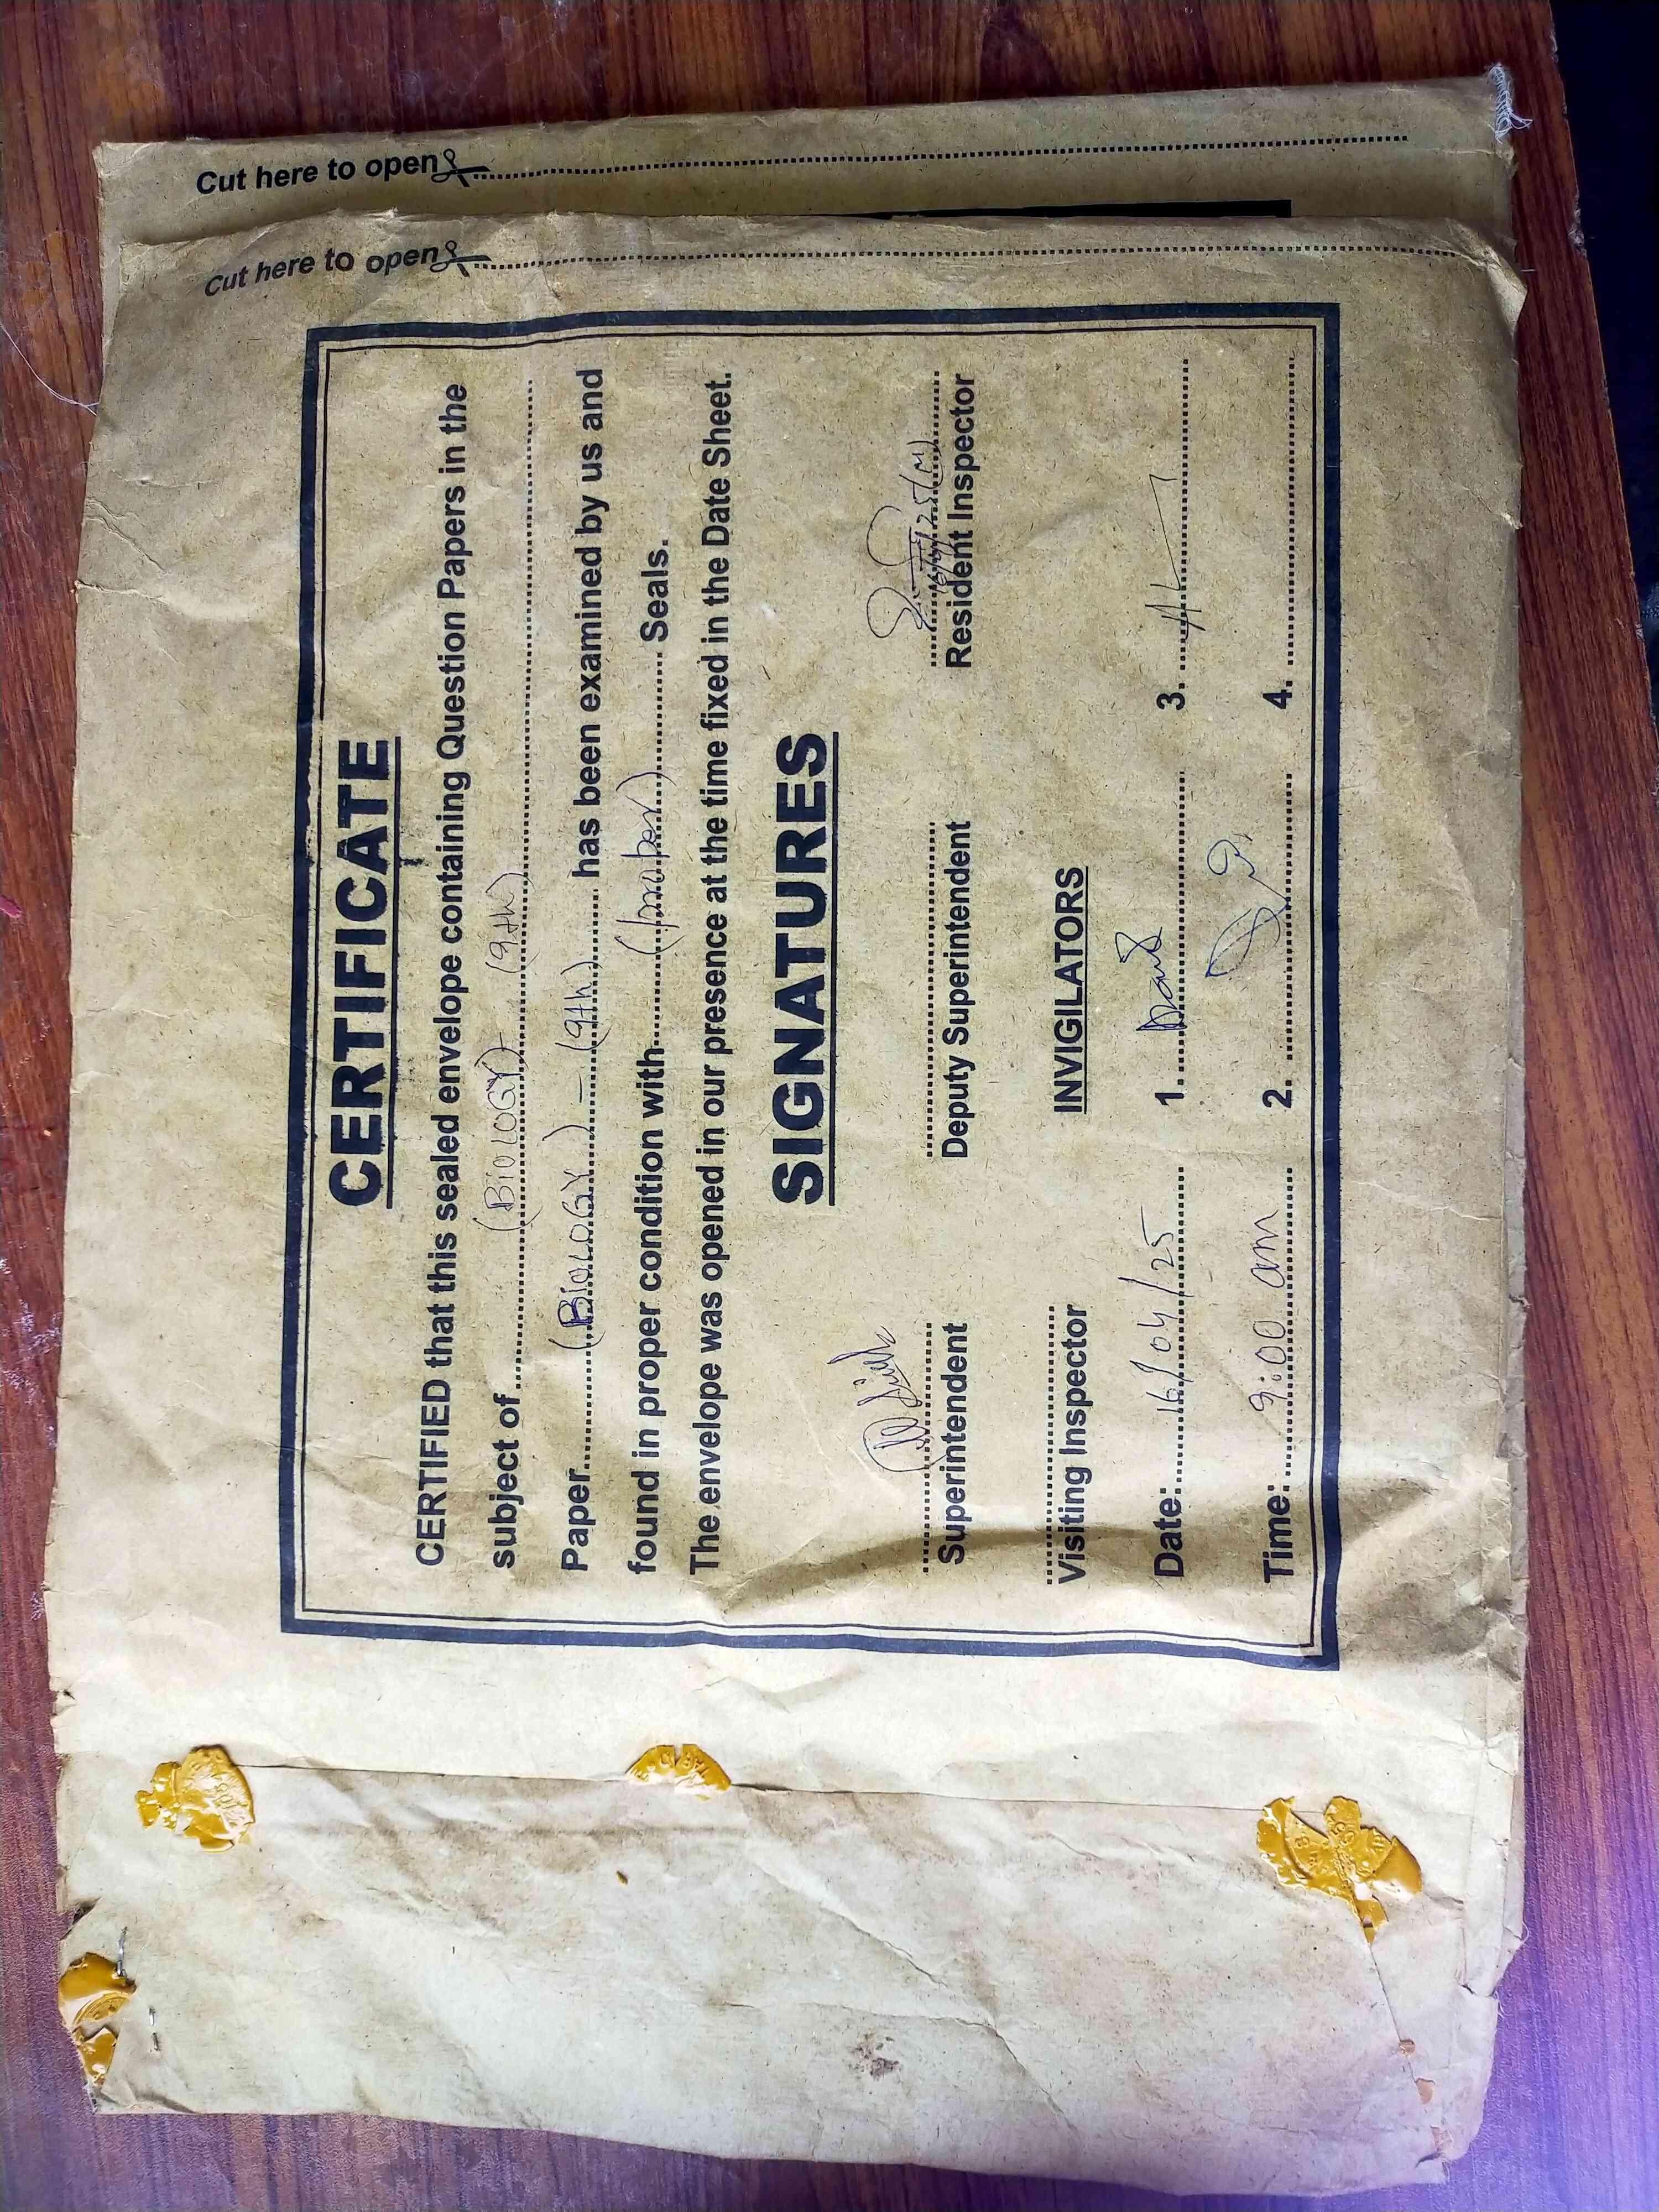 Cut here to open
Cut here to open
CERTIFICATE
CERTIFIED that this sealed envelope containing Question Papers in the
subject of (BIOLOGY) (9th)
Paper (BIOLOGY) - (9th) has been examined by us and
found in proper condition with (proper) Seals.
The envelope was opened in our presence at the time fixed in the Date Sheet.
SIGNATURES
Superintendent Deputy Superintendent Resident Inspector
Visiting Inspector INVIGILATORS
Date: 16/04/25 1. 3.
Time: 9:00 am 2. 4.